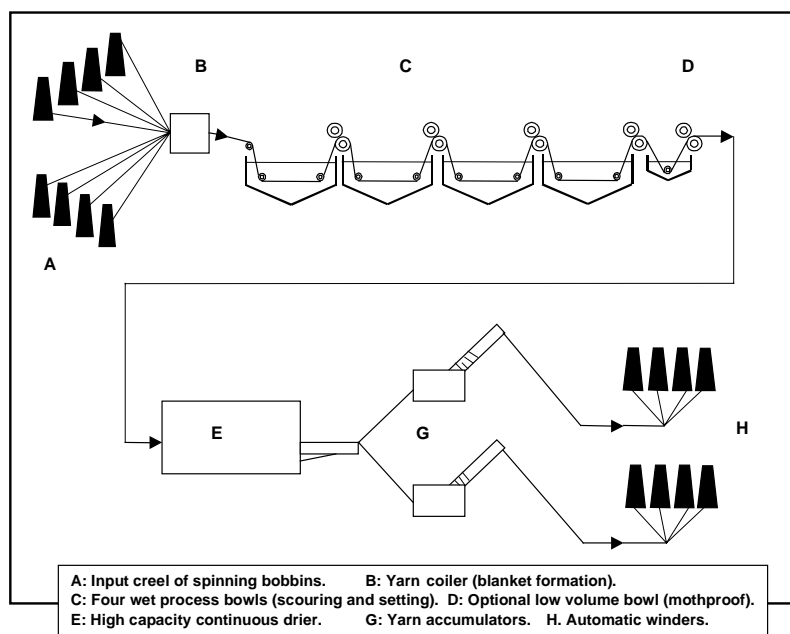 B
C
D
A
E
G
H
A: Input creel of spinning bobbins. B: Yarn coiler (blanket formation).
C: Four wet process bowls (scouring and setting). D: Optional low volume bowl (mothproof).
E: High capacity continuous drier. G: Yarn accumulators. H. Automatic winders.